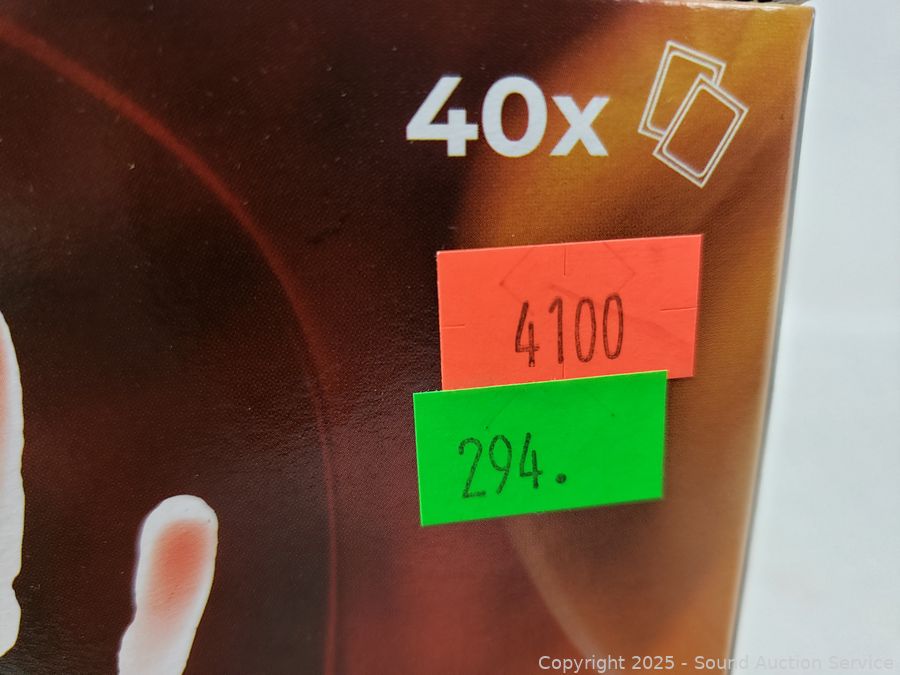 40x
4100
294.
Copyright 2025 - Sound Auction Service